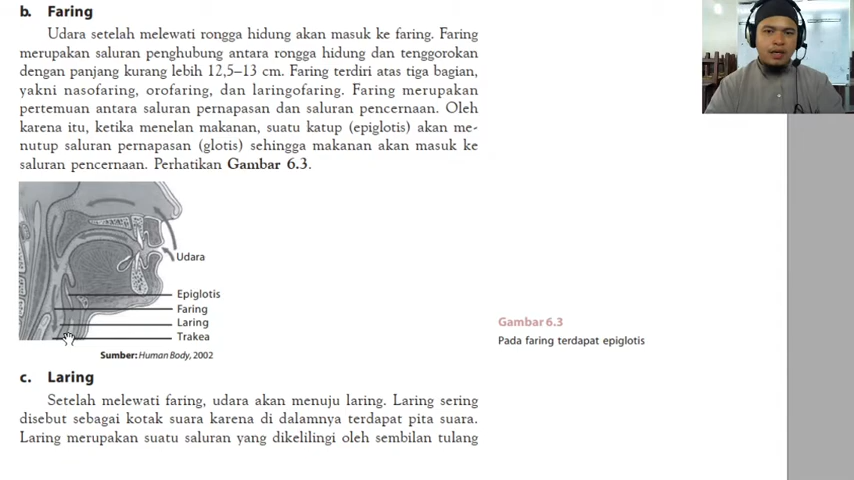 b. Faring
Udara setelah melewati rongga hidung akan masuk ke faring. Faring
merupakan saluran penghubung antara rongga hidung dan tenggorokan
dengan panjang kurang lebih 12,5–13 cm. Faring terdiri atas tiga bagian,
yakni nasofaring, orofaring, dan laringofaring. Faring merupakan
pertemuan antara saluran pernapasan dan saluran pencernaan. Oleh
karena itu, ketika menelan makanan, suatu katup (epiglotis) akan me-
nutup saluran pernapasan (glotis) sehingga makanan akan masuk ke
saluran pencernaan. Perhatikan Gambar 6.3.
Udara
Epiglotis
Faring
Laring
Trakea
Sumber: Human Body, 2002
Gambar 6.3
Pada faring terdapat epiglotis
c. Laring
Setelah melewati faring, udara akan menuju laring. Laring sering
disebut sebagai kotak suara karena di dalamnya terdapat pita suara.
Laring merupakan suatu saluran yang dikelilingi oleh sembilan tulang